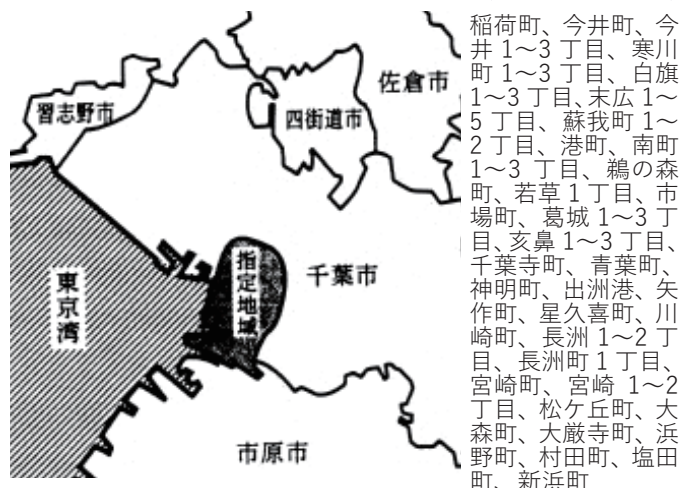 佐倉市
習志野市
四街道市
指定地域
千葉市
東京湾
市原市
稲荷町、今井町、今
井 1〜3 丁目、寒川
町 1〜3 丁目、白旗
1〜3 丁目、末広 1〜
5 丁目、蘇我町 1〜
2 丁目、港町、南町
1〜3 丁目、鵜の森
町、若草 1 丁目、市
場町、葛城 1〜3 丁
目、亥鼻 1〜3 丁目、
千葉寺町、青葉町、
神明町、出洲港、矢
作町、星久喜町、川
崎町、長洲 1〜2 丁
目、長洲町 1 丁目、
宮崎町、宮崎 1〜2
丁目、松ケ丘町、大
森町、大厳寺町、浜
野町、村田町、塩田
町、新浜町